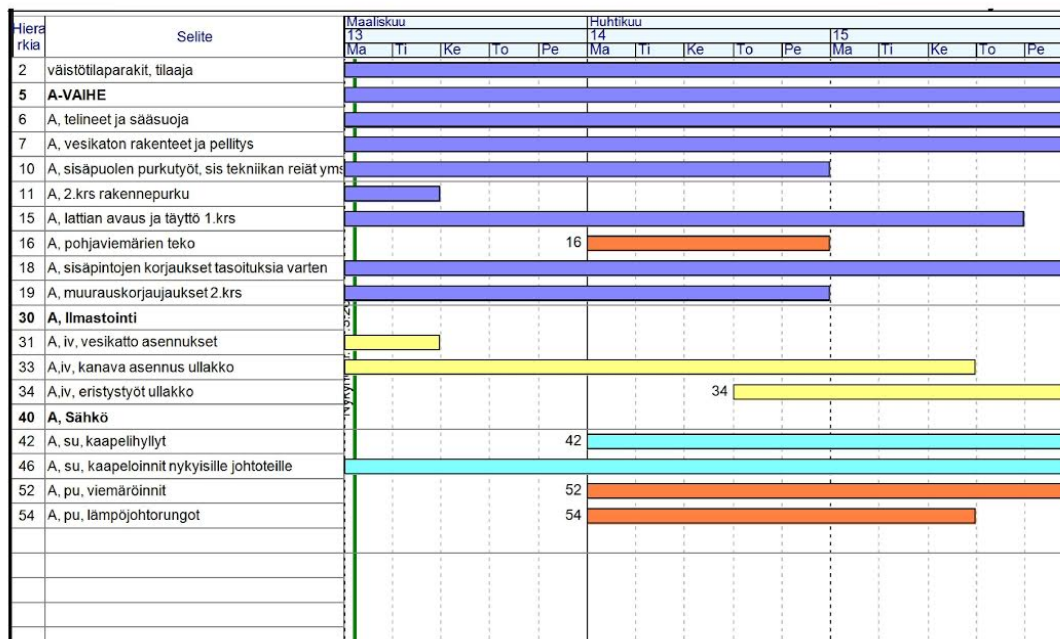 Maaliskuu Huhtikuu
Hierarkia Selite 13 14 15
Ma Ti Ke To Pe Ma Ti Ke To Pe Ma Ti Ke To Pe
2 väistötilaparakit, tilaaja
5 A-VAIHE
6 A, telineet ja sääsuoja
7 A, vesikaton rakenteet ja pellitys
10 A, sisäpuolen purkutyöt, sis tekniikan reiät yms
11 A, 2.krs rakennepurku
15 A, lattian avaus ja täyttö 1.krs
16 A, pohjaviemärien teko 16
18 A, sisäpintojen korjaukset tasoituksia varten
19 A, muurauskorjaujaukset 2.krs
30 A, Ilmastointi
31 A, iv, vesikatto asennukset
33 A,iv, kanava asennus ullakko
34 A,iv, eristystyöt ullakko 34
40 A, Sähkö
42 A, su, kaapelihyllyt 42
46 A, su, kaapeloinnit nykyisille johtoteille
52 A, pu, viemäröinnit 52
54 A, pu, lämpöjohtorungot 54